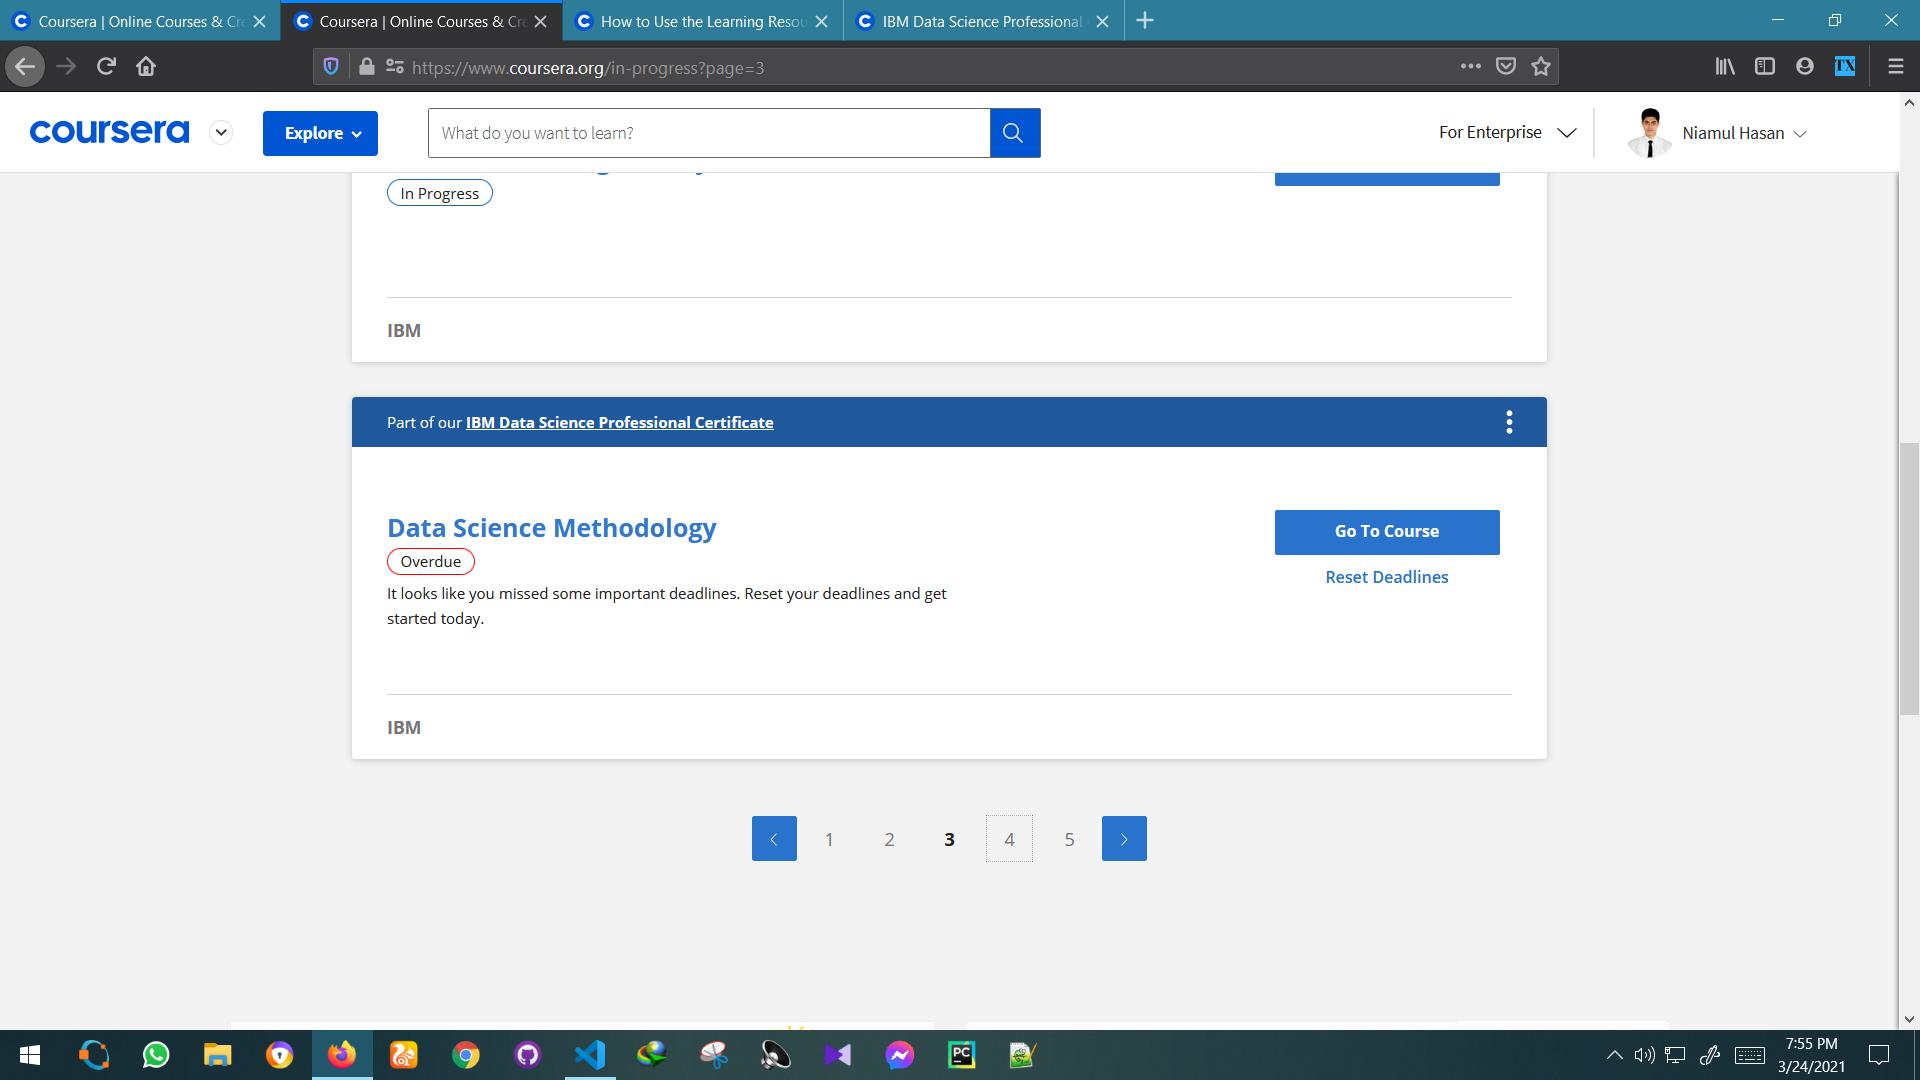 Coursera | Online Courses & Cre
Coursera | Online Courses & Cre
How to Use the Learning Resou
IBM Data Science Professional
https://www.coursera.org/in-progress?page=3
TX
coursera
Explore
What do you want to learn?
For Enterprise
Niamul Hasan
In Progress
IBM
Part of our IBM Data Science Professional Certificate
Data Science Methodology
Go To Course
Overdue
Reset Deadlines
It looks like you missed some important deadlines. Reset your deadlines and get
started today.
IBM
1 2 3 4 5
PC
7:55 PM
3/24/2021